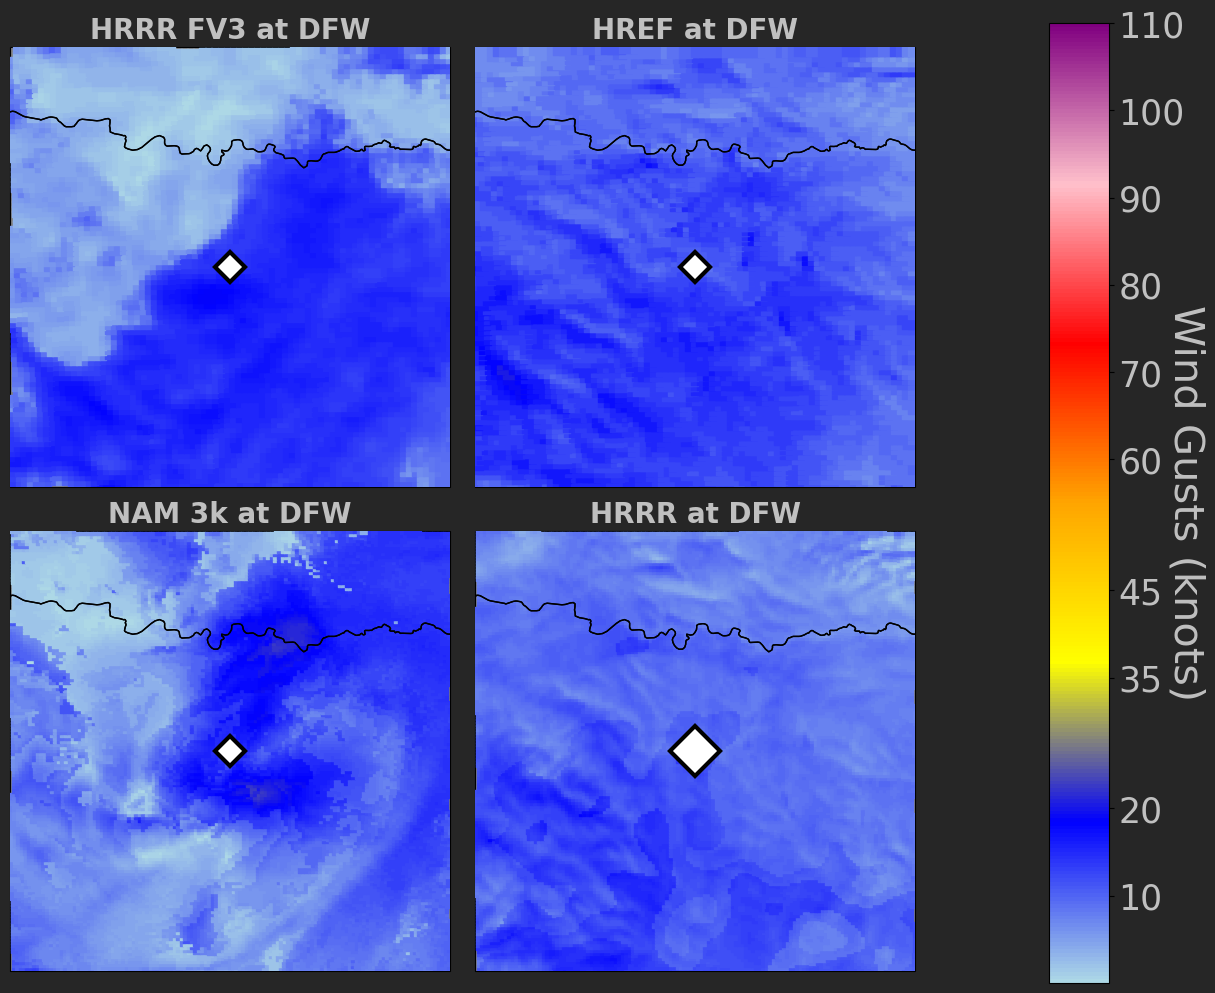 HRRR FV3 at DFW
HREF at DFW
NAM 3k at DFW
HRRR at DFW
110
100
90
80
70
60
45
35
20
10
Wind Gusts (knots)